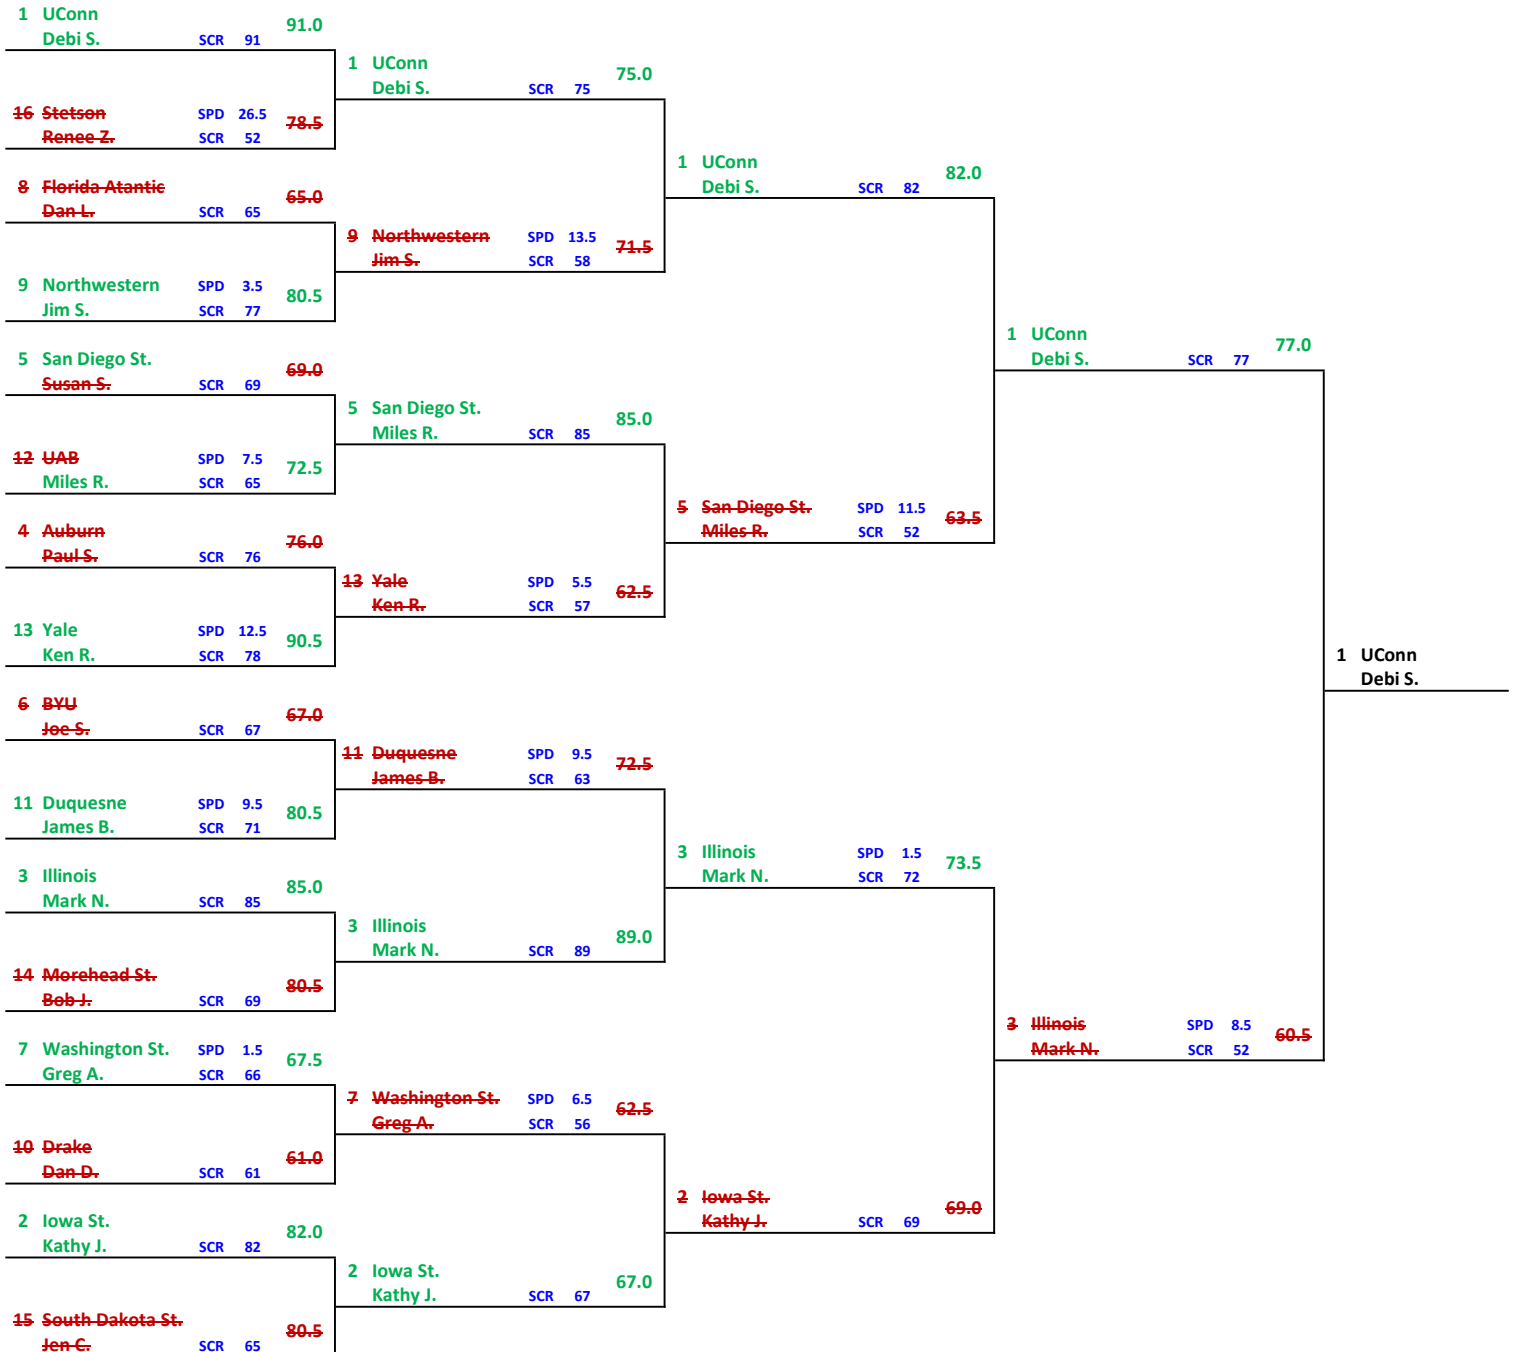 1 UConn 91.0
Debi S. SCR 91
16 Stetson SPD 26.5 78.5
Renee Z. SCR 52
8 Florida Atantic 65.0
Dan L. SCR 65
9 Northwestern SPD 3.5 80.5
Jim S. SCR 77
5 San Diego St. 69.0
Susan S. SCR 69
12 UAB SPD 7.5 72.5
Miles R. SCR 65
4 Auburn 76.0
Paul S. SCR 76
13 Yale SPD 12.5 90.5
Ken R. SCR 78
6 BYU 67.0
Joe S. SCR 67
11 Duquesne SPD 9.5 80.5
James B. SCR 71
3 Illinois 85.0
Mark N. SCR 85
14 Morehead St. 80.5
Bob J. SCR 69
7 Washington St. SPD 1.5 67.5
Greg A. SCR 66
10 Drake 61.0
Dan D. SCR 61
2 Iowa St. 82.0
Kathy J. SCR 82
15 South Dakota St. 80.5
Jen C. SCR 65
1 UConn 75.0
Debi S. SCR 75
9 Northwestern SPD 13.5 71.5
Jim S. SCR 58
5 San Diego St. 85.0
Miles R. SCR 85
13 Yale SPD 5.5 62.5
Ken R. SCR 57
11 Duquesne SPD 9.5 72.5
James B. SCR 63
3 Illinois 89.0
Mark N. SCR 89
7 Washington St. SPD 6.5 62.5
Greg A. SCR 56
2 Iowa St. 67.0
Kathy J. SCR 67
1 UConn 82.0
Debi S. SCR 82
5 San Diego St. SPD 11.5 63.5
Miles R. SCR 52
3 Illinois SPD 1.5 73.5
Mark N. SCR 72
2 Iowa St. 69.0
Kathy J. SCR 69
1 UConn 77.0
Debi S. SCR 77
3 Illinois SPD 8.5 60.5
Mark N. SCR 52
1 UConn
Debi S.